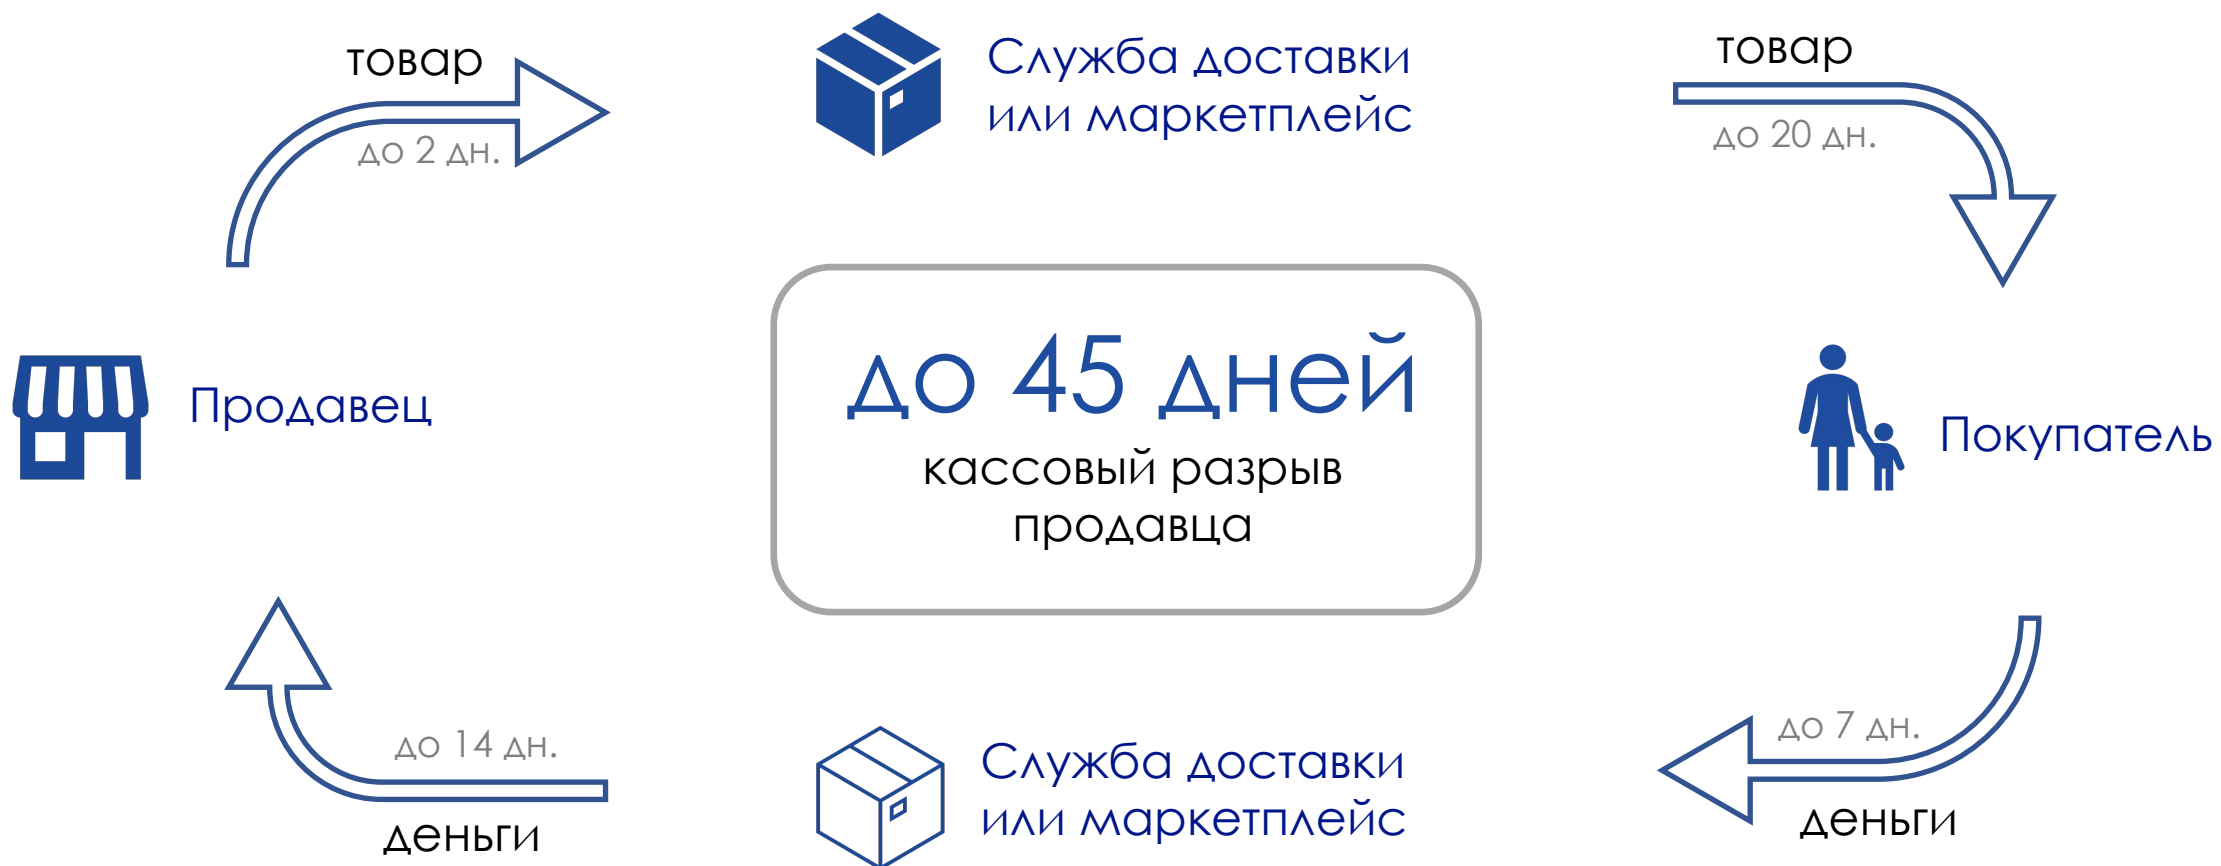 товар
до 2 дн.
Служба доставки
или маркетплейс
товар
до 20 дн.
Продавец
до 45 дней
кассовый разрыв
продавца
Покупатель
до 14 дн.
деньги
Служба доставки
или маркетплейс
до 7 дн.
деньги